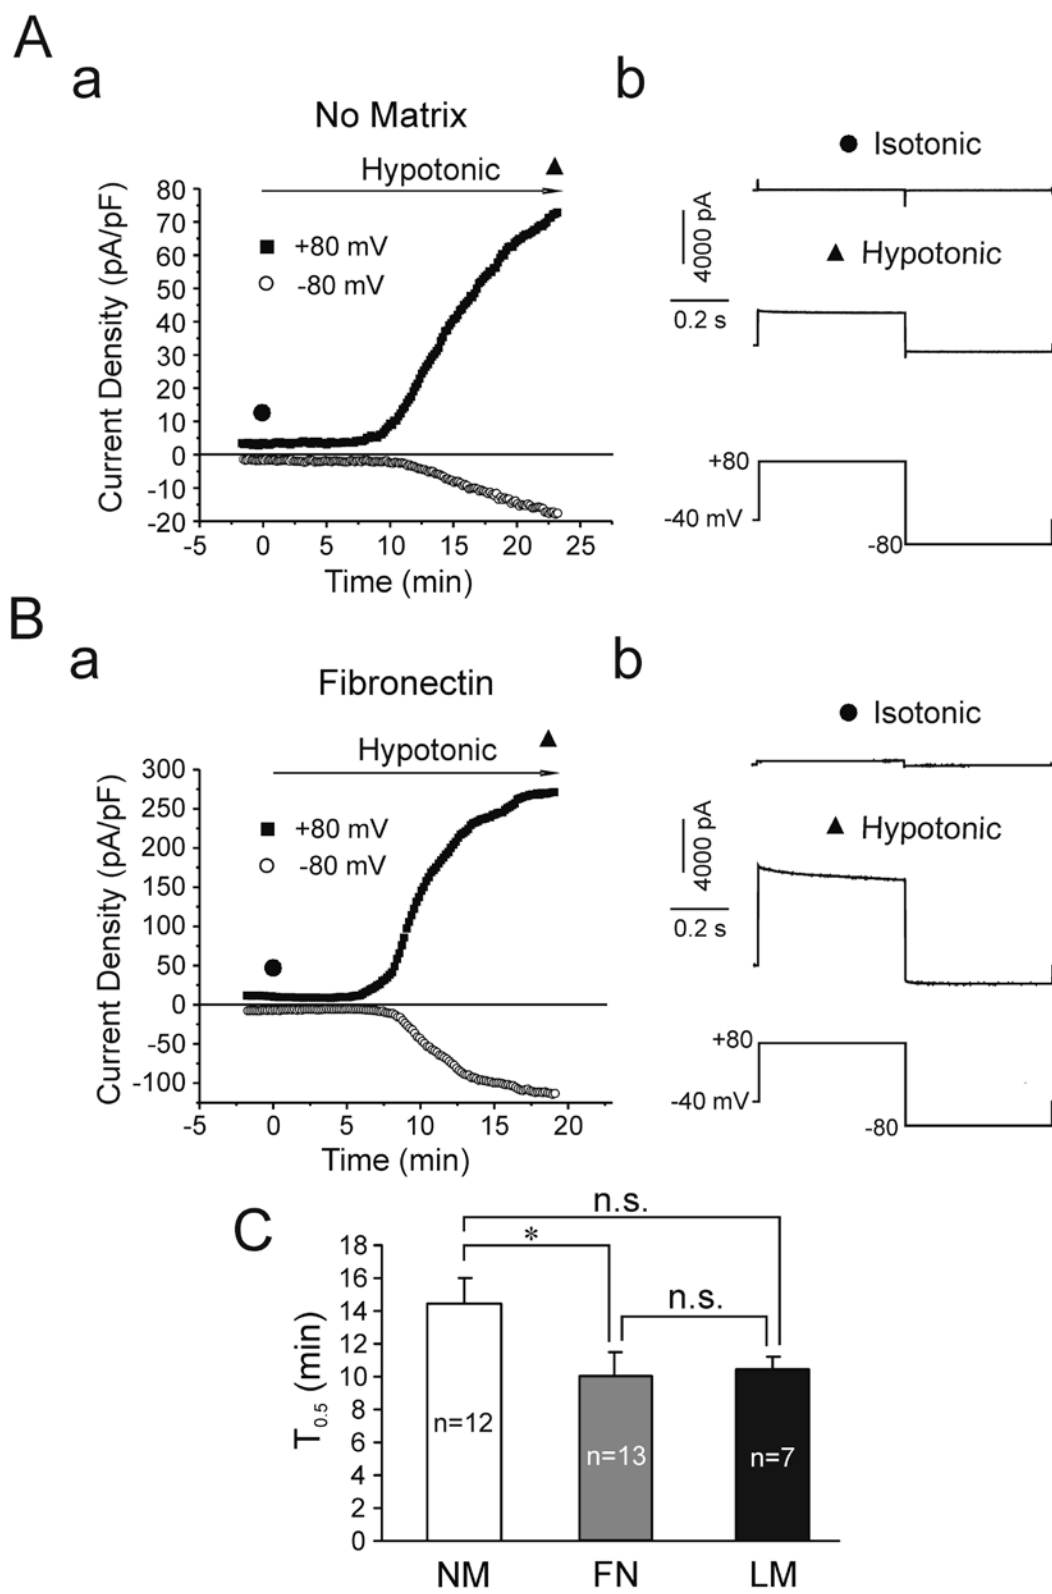 A
a
b
No Matrix
Hypotonic
Isotonic
+80 mV
-80 mV
Current Density (pA/pF)
80
70
60
50
40
30
20
10
0
0
-10
-20
-5 0 5 10 15 20 25
Time (min)
4000 pA
0.2 s
Hypotonic
+80
-40 mV
-80
B
a
b
Fibronectin
Hypotonic
Isotonic
+80 mV
-80 mV
Current Density (pA/pF)
300
250
200
150
100
50
0
-50
-100
-5 0 5 10 15 20
Time (min)
4000 pA
0.2 s
Hypotonic
+80
-40 mV
-80
C
n.s.
*
n.s.
T0.5 (min)
18
16
14
12
10
8
6
4
2
0
n=12
n=13
n=7
NM FN LM